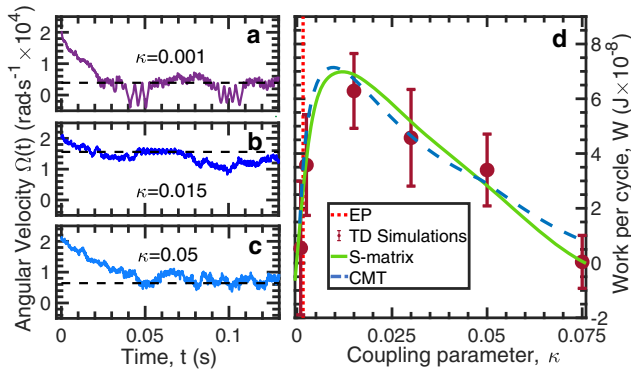 Angular Velocity Ω(t) (rad·s⁻¹ × 10⁴)
a
κ=0.001
2
1
0
b
κ=0.015
2
1
0
c
κ=0.05
2
1
0
0 0.05 0.1
Time, t (s)
d
EP
TD Simulations
S-matrix
CMT
0 0.025 0.050 0.075
Coupling parameter, κ
8
6
4
2
0
-2
Work per cycle, W (J×10⁻⁸)